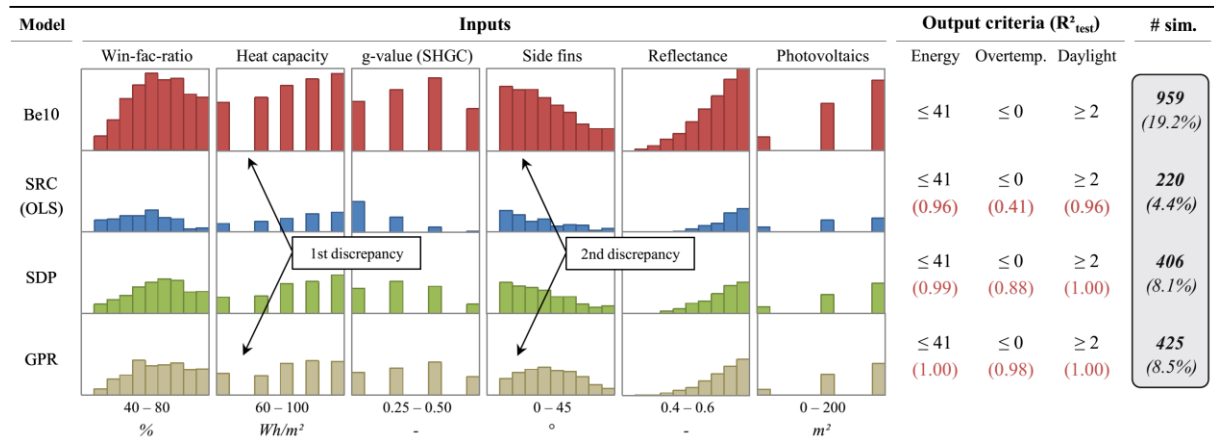 Model Inputs Output criteria (R²test) # sim.
Win-fac-ratio Heat capacity g-value (SHGC) Side fins Reflectance Photovoltaics Energy Overtemp. Daylight
Be10 ≤ 41 ≤ 0 ≥ 2 959
(19.2%)
SRC ≤ 41 ≤ 0 ≥ 2 220
(OLS) (0.96) (0.41) (0.96) (4.4%)
1st discrepancy 2nd discrepancy
SDP ≤ 41 ≤ 0 ≥ 2 406
(0.99) (0.88) (1.00) (8.1%)
GPR ≤ 41 ≤ 0 ≥ 2 425
(1.00) (0.98) (1.00) (8.5%)
40 – 80 60 – 100 0.25 – 0.50 0 – 45 0.4 – 0.6 0 – 200
% Wh/m² - ° - m²